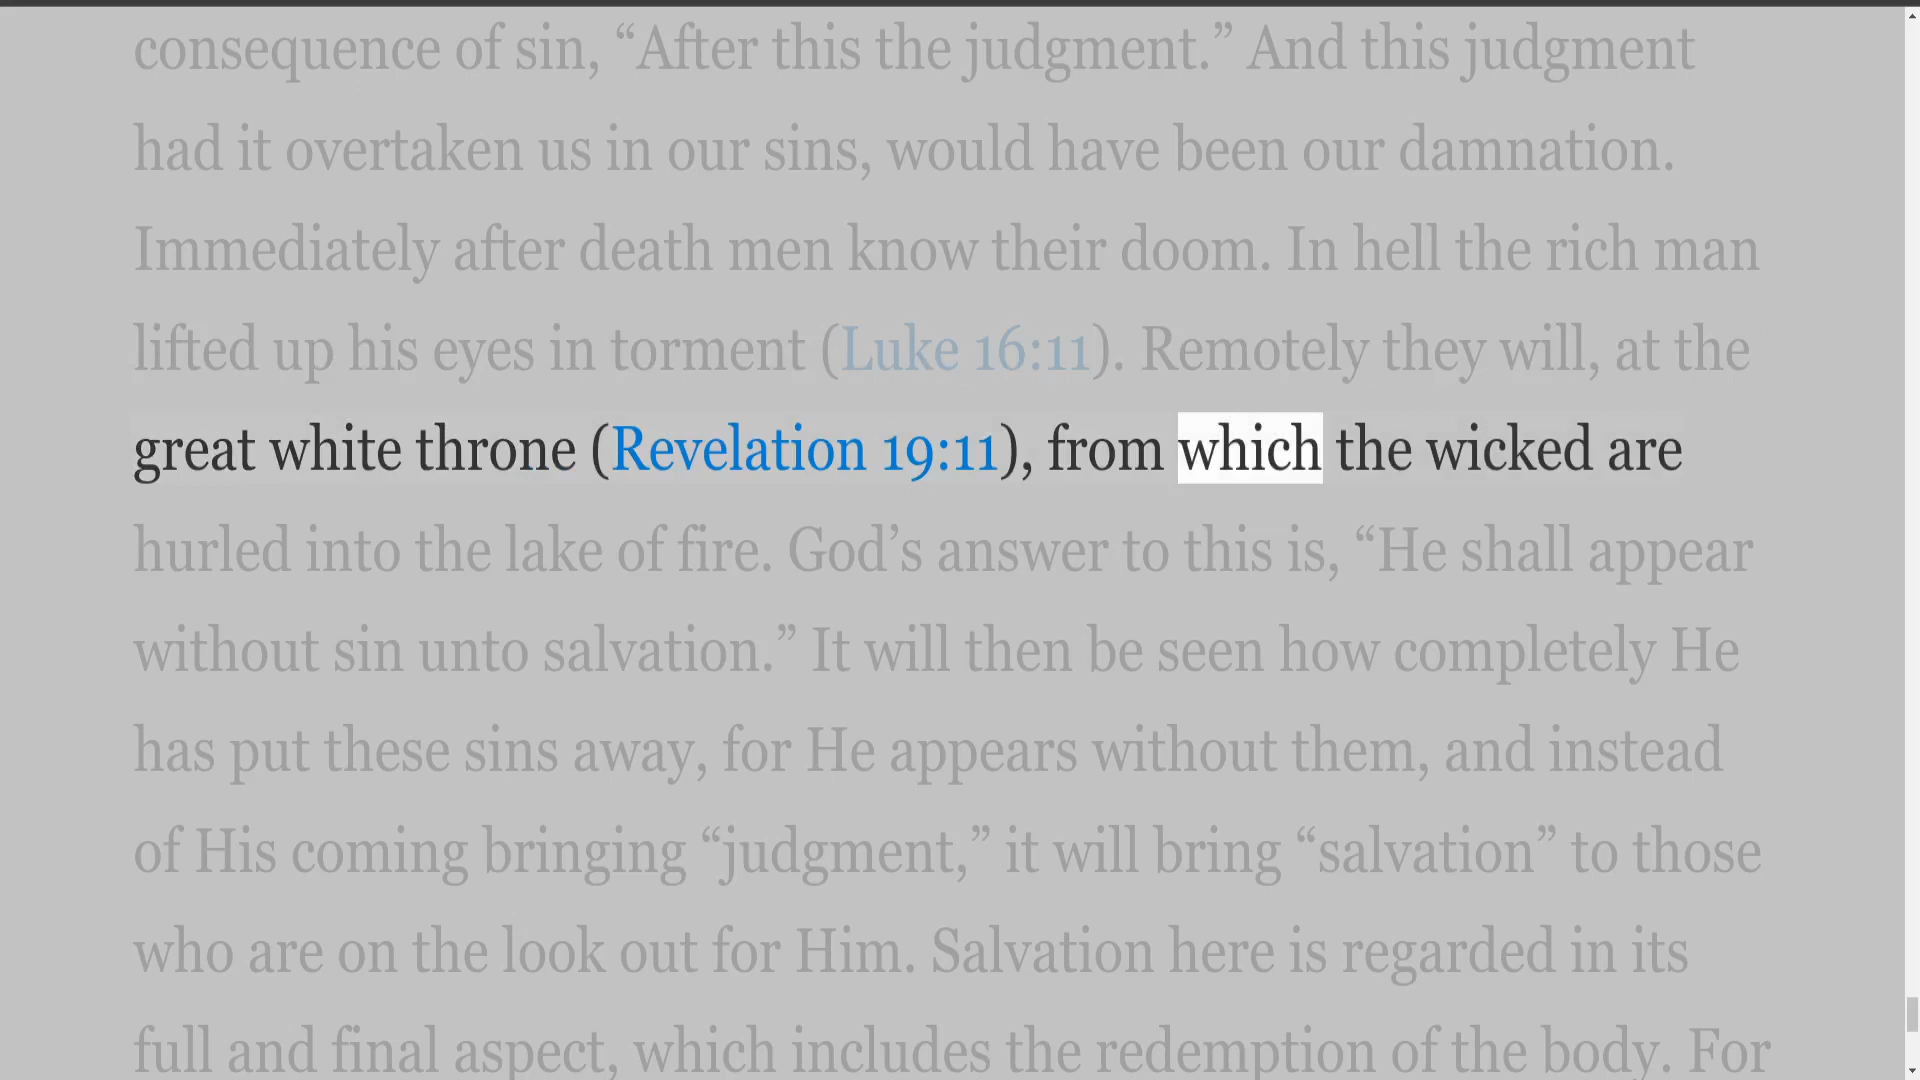 consequence of sin, “After this the judgment.” And this judgment
had it overtaken us in our sins, would have been our damnation.
Immediately after death men know their doom. In hell the rich man
lifted up his eyes in torment (Luke 16:11). Remotely they will, at the
great white throne (Revelation 19:11), from which the wicked are
hurled into the lake of fire. God’s answer to this is, “He shall appear
without sin unto salvation.” It will then be seen how completely He
has put these sins away, for He appears without them, and instead
of His coming bringing “judgment,” it will bring “salvation” to those
who are on the look out for Him. Salvation here is regarded in its
full and final aspect, which includes the redemption of the body. For